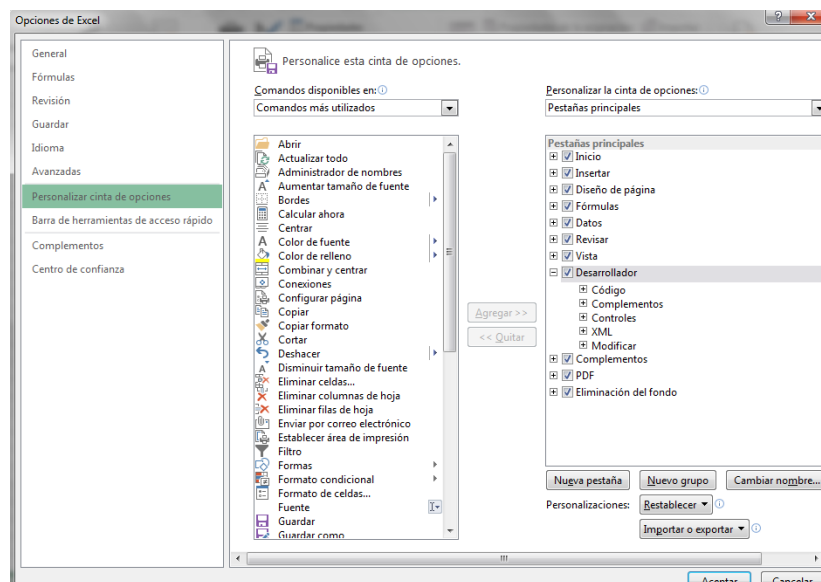 Opciones de Excel
General
Fórmulas
Revisión
Guardar
Idioma
Avanzadas
Personalizar cinta de opciones
Barra de herramientas de acceso rápido
Complementos
Centro de confianza
Personalice esta cinta de opciones.
Comandos disponibles en:
Comandos más utilizados
Abrir
Actualizar todo
Administrador de nombres
Aumentar tamaño de fuente
Bordes
Calcular ahora
Centrar
Color de fuente
Color de relleno
Combinar y centrar
Conexiones
Configurar página
Copiar
Copiar formato
Cortar
Deshacer
Disminuir tamaño de fuente
Eliminar celdas...
Eliminar columnas de hoja
Eliminar filas de hoja
Enviar por correo electrónico
Establecer área de impresión
Filtro
Formas
Formato condicional
Formato de celdas...
Fuente
Guardar
Guardar como
Agregar >>
<< Quitar
Personalizar la cinta de opciones:
Pestañas principales
Pestañas principales
Inicio
Insertar
Diseño de página
Fórmulas
Datos
Revisar
Vista
Desarrollador
Código
Complementos
Controles
XML
Modificar
Complementos
PDF
Eliminación del fondo
Nueva pestaña
Nuevo grupo
Cambiar nombre...
Personalizaciones:
Restablecer
Importar o exportar
Aceptar
Cancelar